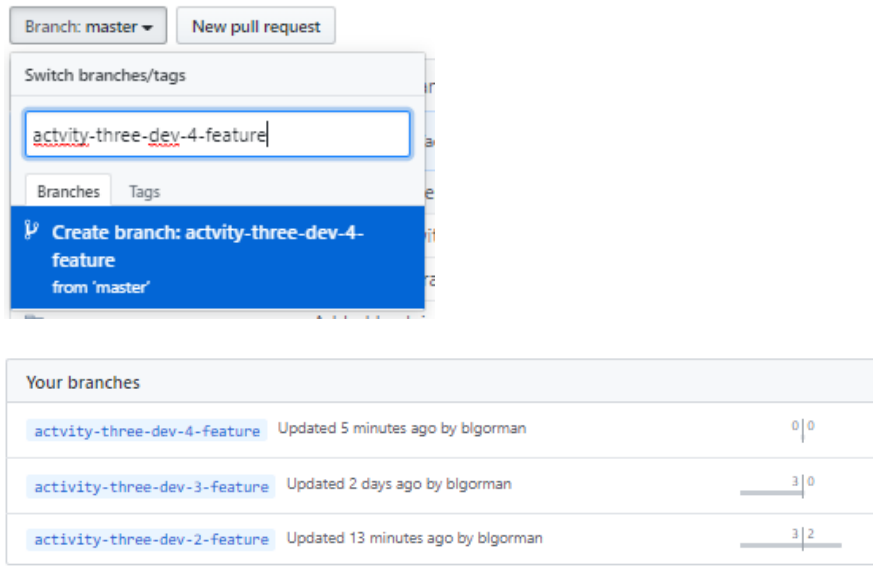 Branch: master New pull request
Switch branches/tags
actvity-three-dev-4-feature
Branches Tags
Create branch: actvity-three-dev-4-
feature
from 'master'
Your branches
actvity-three-dev-4-feature Updated 5 minutes ago by blgorman 0 0
activity-three-dev-3-feature Updated 2 days ago by blgorman 3 0
activity-three-dev-2-feature Updated 13 minutes ago by blgorman 3 2